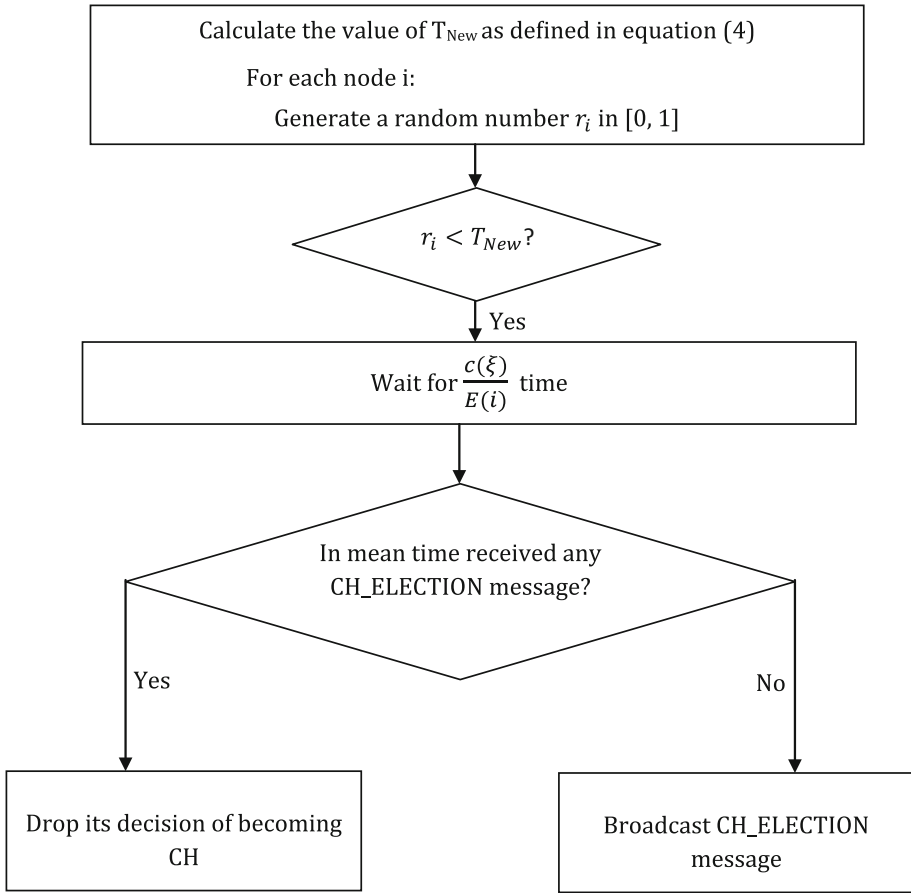 Calculate the value of T_New as defined in equation (4)
For each node i:
Generate a random number r_i in [0, 1]
r_i < T_New?
Yes
Wait for c(ξ)/E(i) time
In mean time received any
CH_ELECTION message?
Yes
No
Drop its decision of becoming
CH
Broadcast CH_ELECTION
message